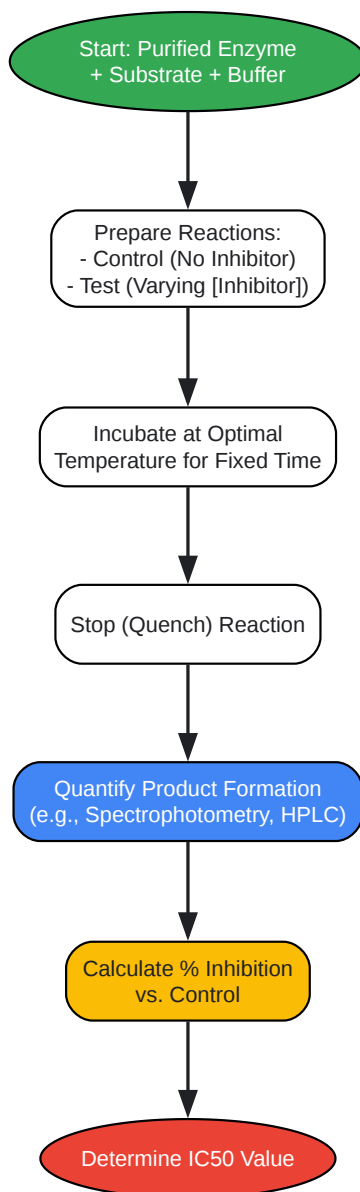 Start: Purified Enzyme
+ Substrate + Buffer
Prepare Reactions:
- Control (No Inhibitor)
- Test (Varying [Inhibitor])
Incubate at Optimal
Temperature for Fixed Time
Stop (Quench) Reaction
Quantify Product Formation
(e.g., Spectrophotometry, HPLC)
Calculate % Inhibition
vs. Control
Determine IC50 Value